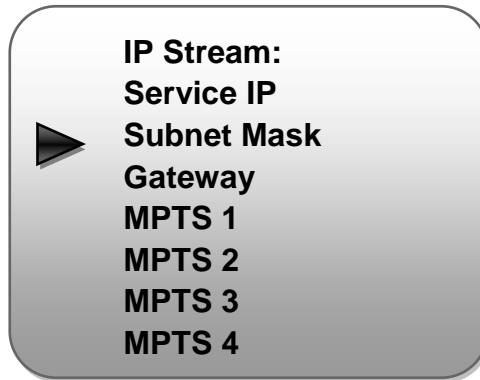 IP Stream:
Service IP
Subnet Mask
Gateway
MPTS 1
MPTS 2
MPTS 3
MPTS 4